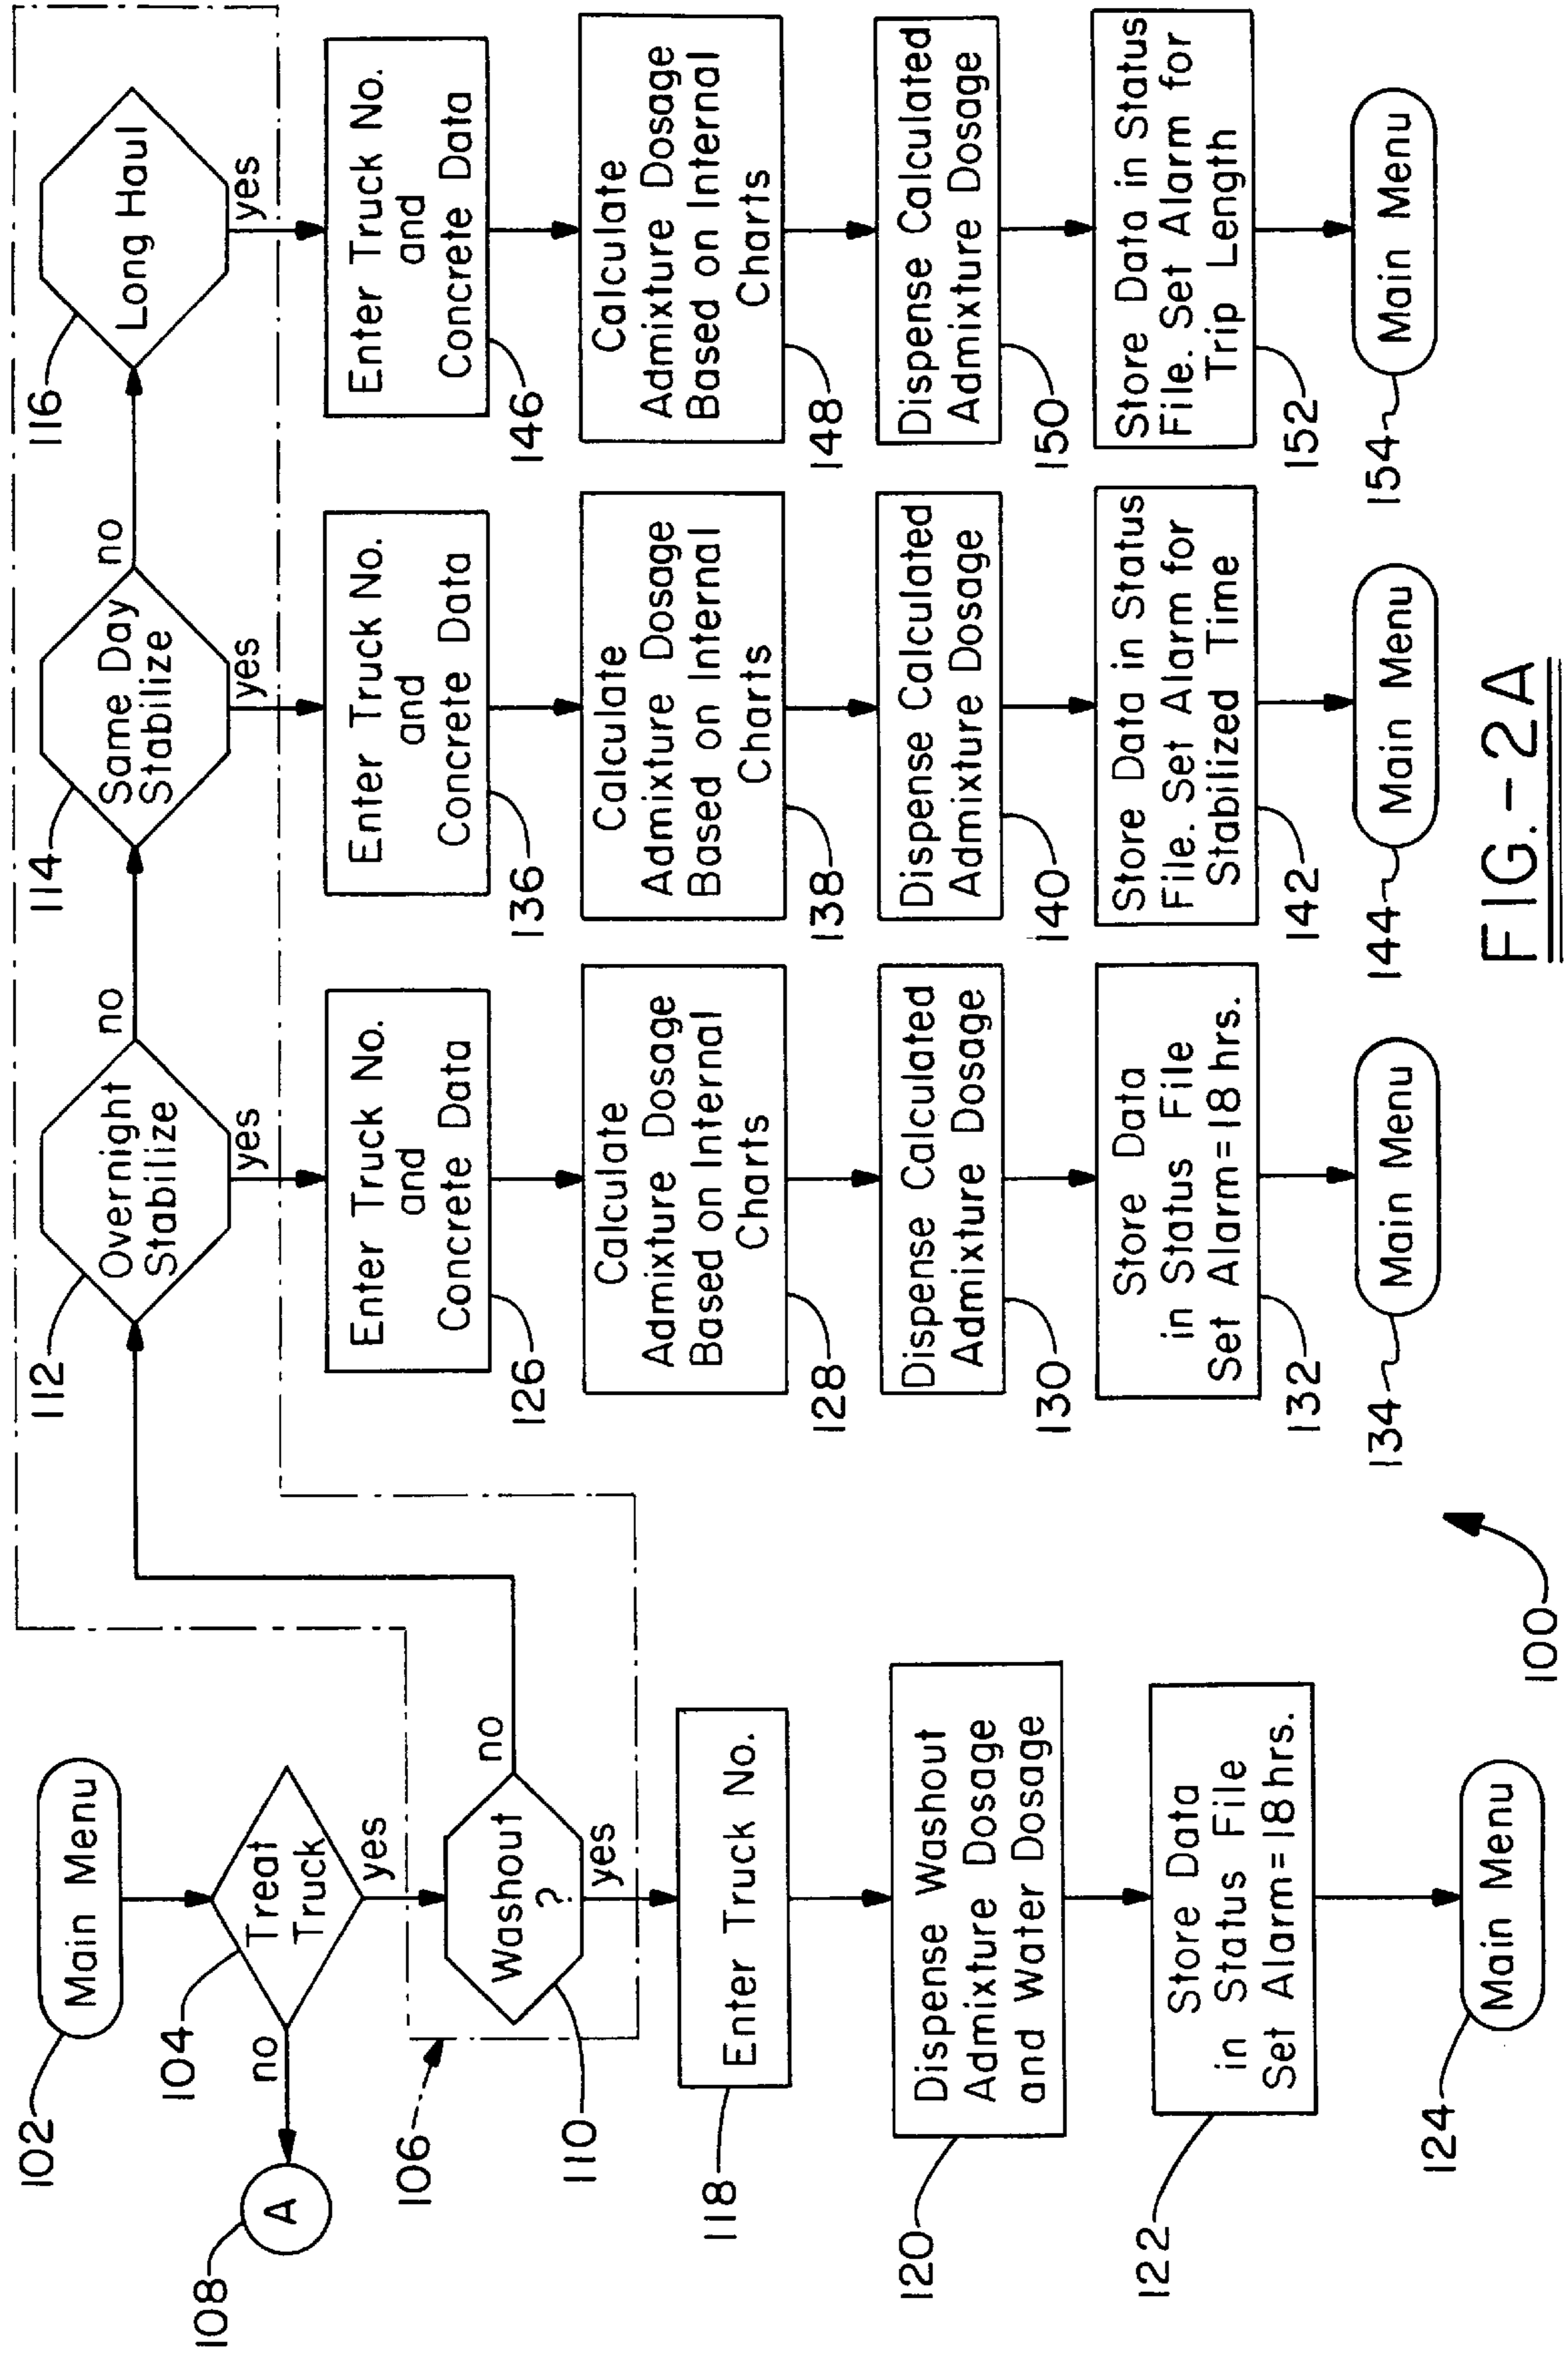 102
Main Menu
104
Treat
Truck
no
yes
108
A
106
110
Washout
?
no
yes
118
Enter Truck No.
120
Dispense Washout
Admixture Dosage
and Water Dosage
122
Store Data
in Status File
Set Alarm=18 hrs.
124
Main Menu
112
Overnight
Stabilize
no
yes
126
Enter Truck No.
and
Concrete Data
128
Calculate
Admixture Dosage
Based on Internal
Charts
130
Dispense Calculated
Admixture Dosage
132
Store Data
in Status File
Set Alarm=18 hrs.
134
Main Menu
114
Same Day
Stabilize
no
yes
136
Enter Truck No.
and
Concrete Data
138
Calculate
Admixture Dosage
Based on Internal
Charts
140
Dispense Calculated
Admixture Dosage
142
Store Data in Status
File. Set Alarm for
Stabilized Time
144
Main Menu
116
Long Haul
yes
146
Enter Truck No.
and
Concrete Data
148
Calculate
Admixture Dosage
Based on Internal
Charts
150
Dispense Calculated
Admixture Dosage
152
Store Data in Status
File. Set Alarm for
Trip Length
154
Main Menu
100
FIG.-2A